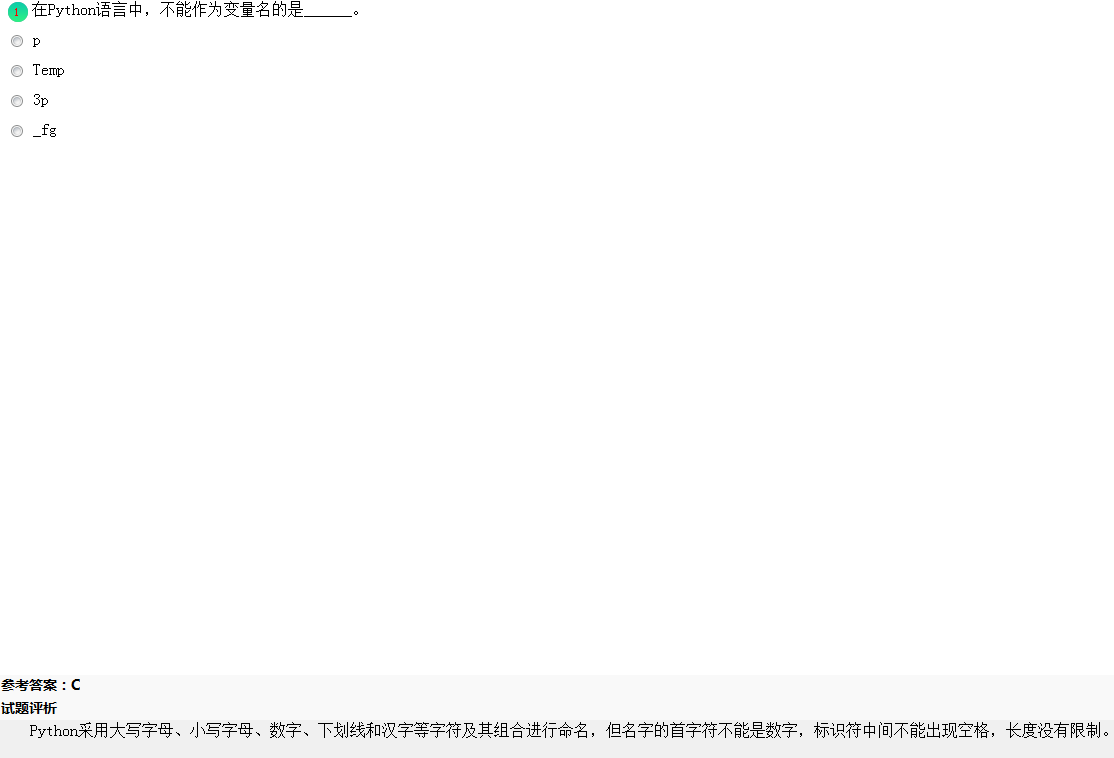 1 在Python语言中，不能作为变量名的是______。
p
Temp
3p
_fg
参考答案：C
试题评析
Python采用大写字母、小写字母、数字、下划线和汉字等字符及其组合进行命名，但名字的首字符不能是数字，标识符中间不能出现空格，长度没有限制。